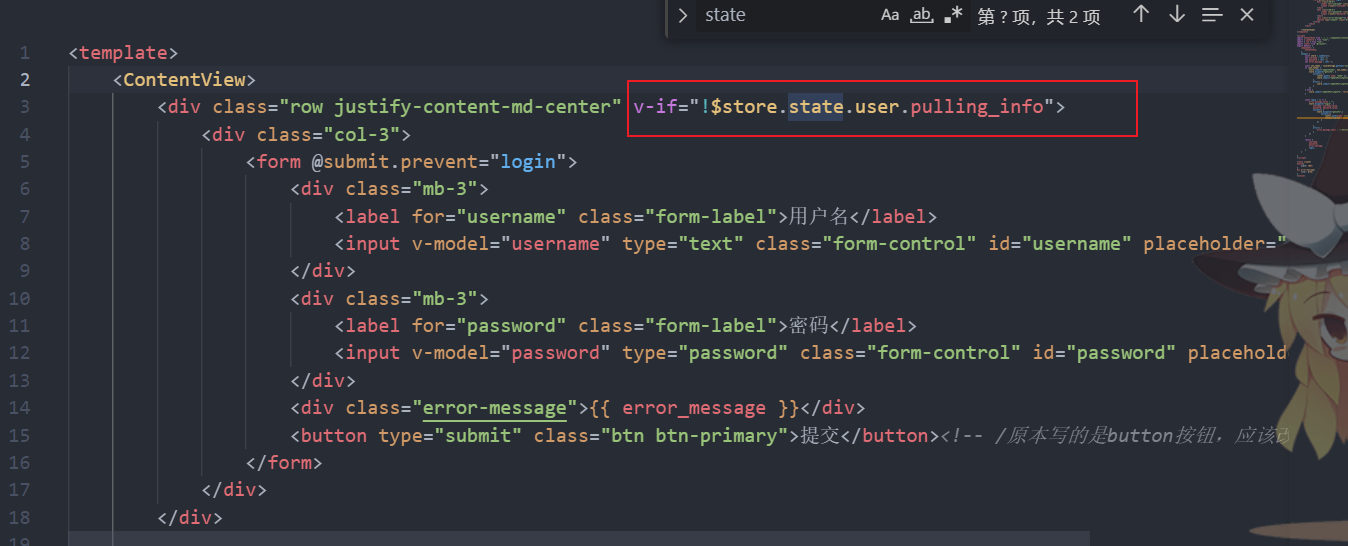 state Aa ab, .* 第 ? 项，共 2 项
1 <template>
2 <ContentView>
3 <div class="row justify-content-md-center" v-if="!$store.state.user.pulling_info">
4 <div class="col-3">
5 <form @submit.prevent="login">
6 <div class="mb-3">
7 <label for="username" class="form-label">用户名</label>
8 <input v-model="username" type="text" class="form-control" id="username" placeholder="
9 </div>
10 <div class="mb-3">
11 <label for="password" class="form-label">密码</label>
12 <input v-model="password" type="password" class="form-control" id="password" placehold
13 </div>
14 <div class="error-message">{{ error_message }}</div>
15 <button type="submit" class="btn btn-primary">提交</button><!-- /原本写的是button按钮，应该
16 </form>
17 </div>
18 </div>
19